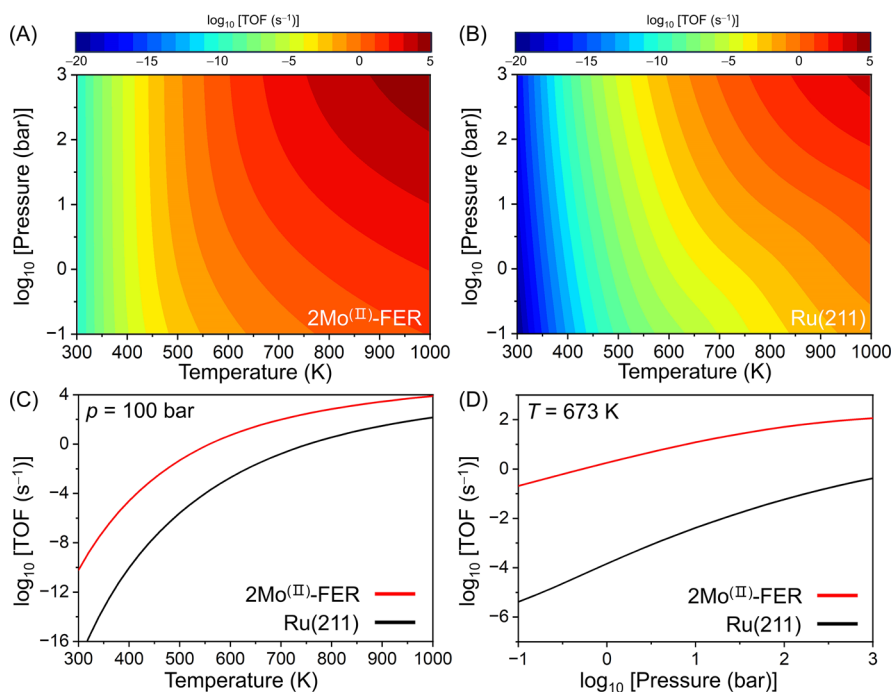 (A)
log₁₀ [TOF (s⁻¹)]
−20 −15 −10 −5 0 5
3
2
1
0
−1
log₁₀ [Pressure (bar)]
2Mo⁽ᴵᴵ⁾-FER
300 400 500 600 700 800 900 1000
Temperature (K)
(B)
log₁₀ [TOF (s⁻¹)]
−20 −15 −10 −5 0 5
3
2
1
0
−1
log₁₀ [Pressure (bar)]
Ru(211)
300 400 500 600 700 800 900 1000
Temperature (K)
(C)
p = 100 bar
4
0
−4
−8
−12
−16
log₁₀ [TOF (s⁻¹)]
2Mo⁽ᴵᴵ⁾-FER
Ru(211)
300 400 500 600 700 800 900 1000
Temperature (K)
(D)
T = 673 K
2
0
−2
−4
−6
log₁₀ [TOF (s⁻¹)]
2Mo⁽ᴵᴵ⁾-FER
Ru(211)
−1 0 1 2 3
log₁₀ [Pressure (bar)]